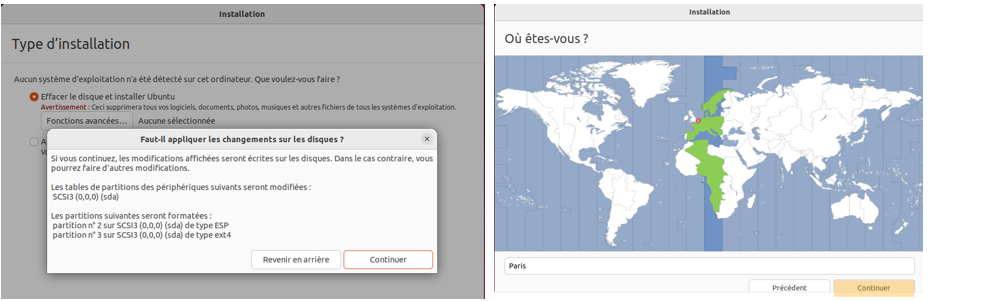 Installation
Type d'installation
Aucun système d'exploitation n'a été détecté sur cet ordinateur. Que voulez-vous faire ?
Effacer le disque et installer Ubuntu
Avertissement : Ceci supprimera tous vos logiciels, documents, photos, musiques et autres fichiers de tous les systèmes d'exploitation.
Fonctions avancées... Aucune sélectionnée
Faut-il appliquer les changements sur les disques ?
Si vous continuez, les modifications affichées seront écrites sur les disques. Dans le cas contraire, vous
pourrez faire d'autres modifications.
Les tables de partitions des périphériques suivants seront modifiées :
SCSI3 (0,0,0) (sda)
Les partitions suivantes seront formatées :
partition n° 2 sur SCSI3 (0,0,0) (sda) de type ESP
partition n° 3 sur SCSI3 (0,0,0) (sda) de type ext4
Revenir en arrière
Continuer
Installation
Où êtes-vous ?
Paris
Précédent
Continuer